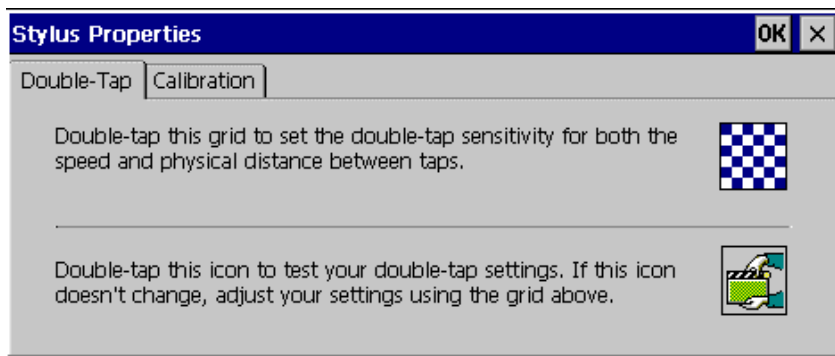 Stylus Properties OK ×
Double-Tap Calibration
Double-tap this grid to set the double-tap sensitivity for both the
speed and physical distance between taps.
Double-tap this icon to test your double-tap settings. If this icon
doesn't change, adjust your settings using the grid above.